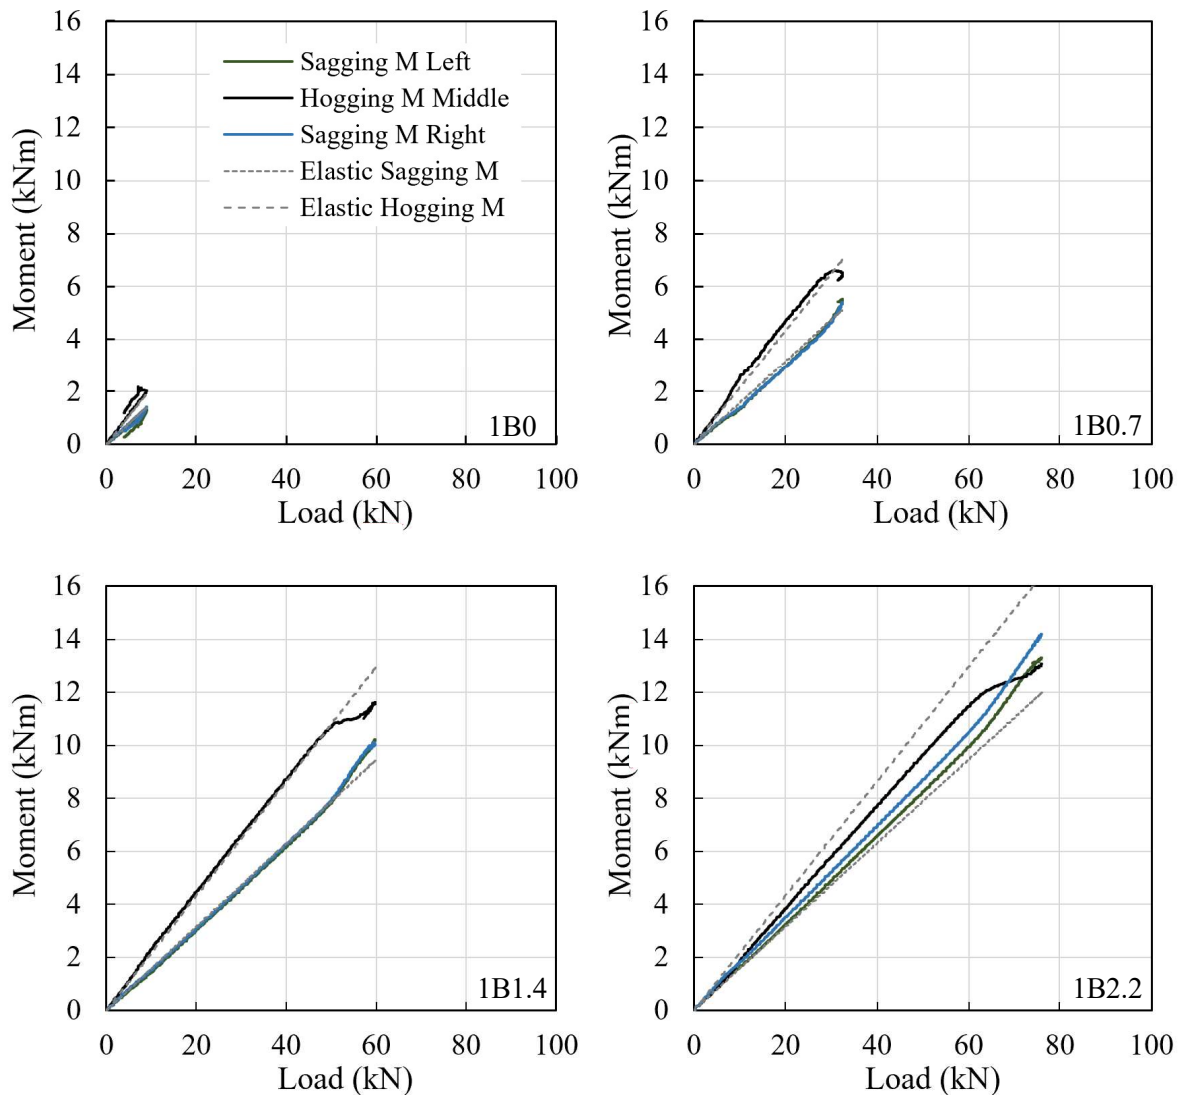 16
14
12
10
8
6
4
2
0
Moment (kNm)
Sagging M Left
Hogging M Middle
Sagging M Right
Elastic Sagging M
Elastic Hogging M
1B0
0 20 40 60 80 100
Load (kN)
16
14
12
10
8
6
4
2
0
Moment (kNm)
1B0.7
0 20 40 60 80 100
Load (kN)
16
14
12
10
8
6
4
2
0
Moment (kNm)
1B1.4
0 20 40 60 80 100
Load (kN)
16
14
12
10
8
6
4
2
0
Moment (kNm)
1B2.2
0 20 40 60 80 100
Load (kN)